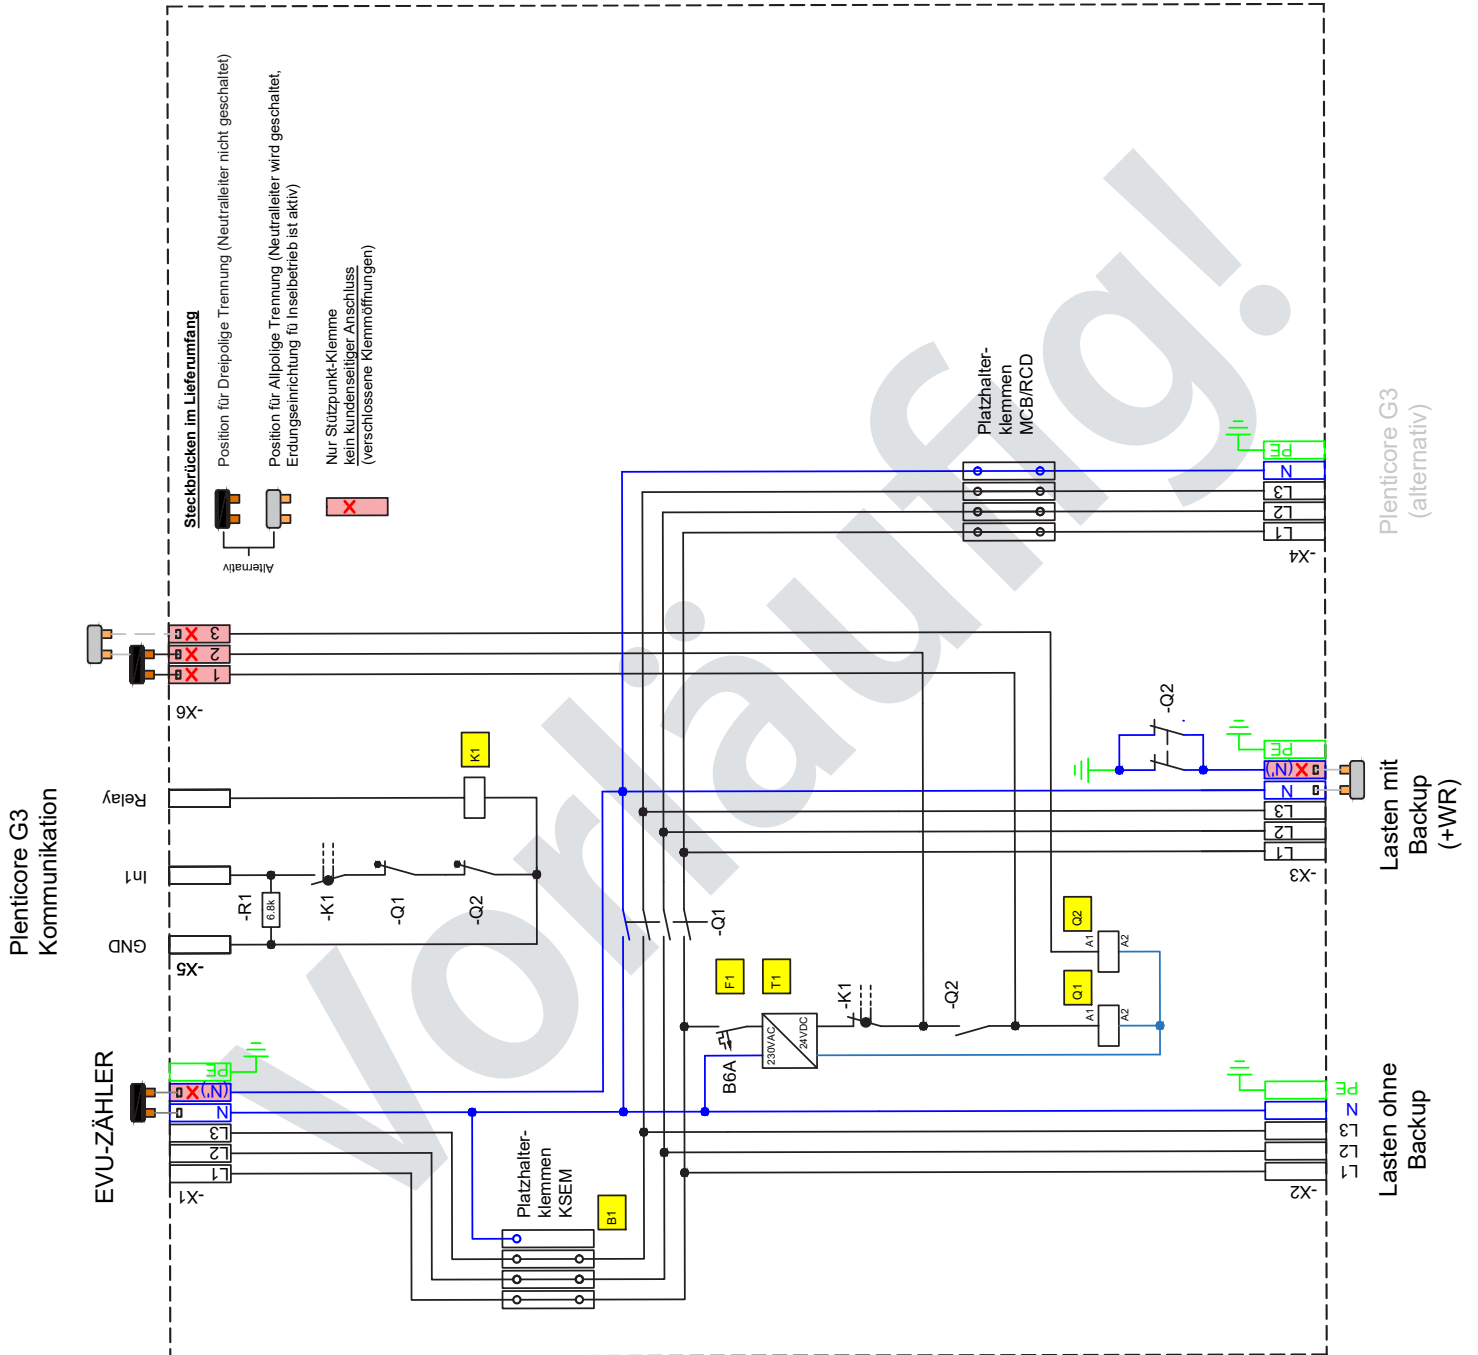 Steckbrücken im Lieferumfang
Position für Dreipolige Trennung (Neutralleiter nicht geschaltet)
Position für Allpolige Trennung (Neutralleiter wird geschaltet,
Erdungseinrichtung fü Inselbetrieb ist aktiv)
Nur Stützpunkt-Klemme
kein kundenseitiger Anschluss
(verschlossene Klemmöffnungen)
Alternativ
X
Vorläufig!
Plenticore G3
Kommunikation
-X6
3
X
2
X
1
X
Relay
In1
GND
-X5
-R1
6.8k
-K1
-Q1
-Q2
K1
EVU-ZÄHLER
PE
(N')
X
N
L3
L2
L1
-X1
Platzhalter-
klemmen
KSEM
B1
-Q1
F1
T1
B6A
230VAC
24VDC
-K1
-Q2
Q2
A1
A2
Q1
A1
A2
Platzhalter-
klemmen
MCB/RCD
PE
N
L3
L2
L1
-X4
Plenticore G3
(alternativ)
-Q2
PE
(N')
X
N
L3
L2
L1
-X3
Lasten mit
Backup
(+WR)
PE
N
L3
L2
L1
-X2
Lasten ohne
Backup